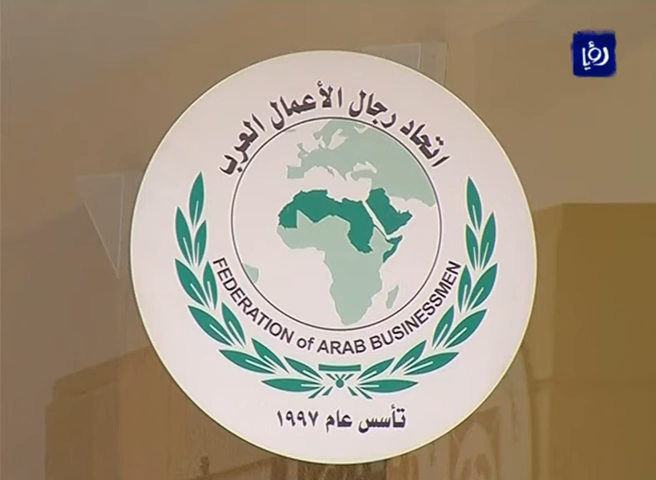 رؤيا
اتحاد رجال الأعمال العرب
FEDERATION of ARAB BUSINESSMEN
تأسس عام ١٩٩٧